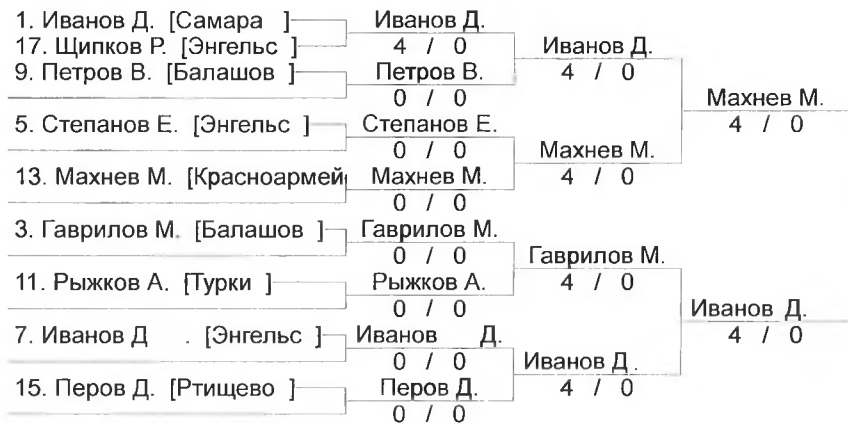 1. Иванов Д. [Самара ]
Иванов Д.
17. Щипков Р. [Энгельс ]
4 / 0
Иванов Д.
9. Петров В. [Балашов ]
Петров В.
4 / 0
0 / 0
Махнев М.
5. Степанов Е. [Энгельс ]
Степанов Е.
4 / 0
0 / 0
Махнев М.
13. Махнев М. [Красноармей
Махнев М.
4 / 0
0 / 0
3. Гаврилов М. [Балашов ]
Гаврилов М.
0 / 0
Гаврилов М.
11. Рыжков А. [Турки ]
Рыжков А.
4 / 0
0 / 0
Иванов Д.
7. Иванов Д . [Энгельс ]
Иванов Д.
4 / 0
0 / 0
Иванов Д .
15. Перов Д. [Ртищево ]
Перов Д.
4 / 0
0 / 0